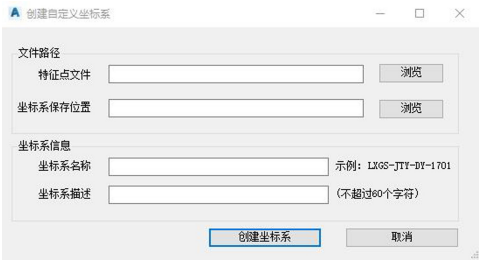 创建自定义坐标系
文件路径
特征点文件
浏览
坐标系保存位置
浏览
坐标系信息
坐标系名称
示例: LXGS-JTY-DY-1701
坐标系描述
(不超过60个字符)
创建坐标系
取消